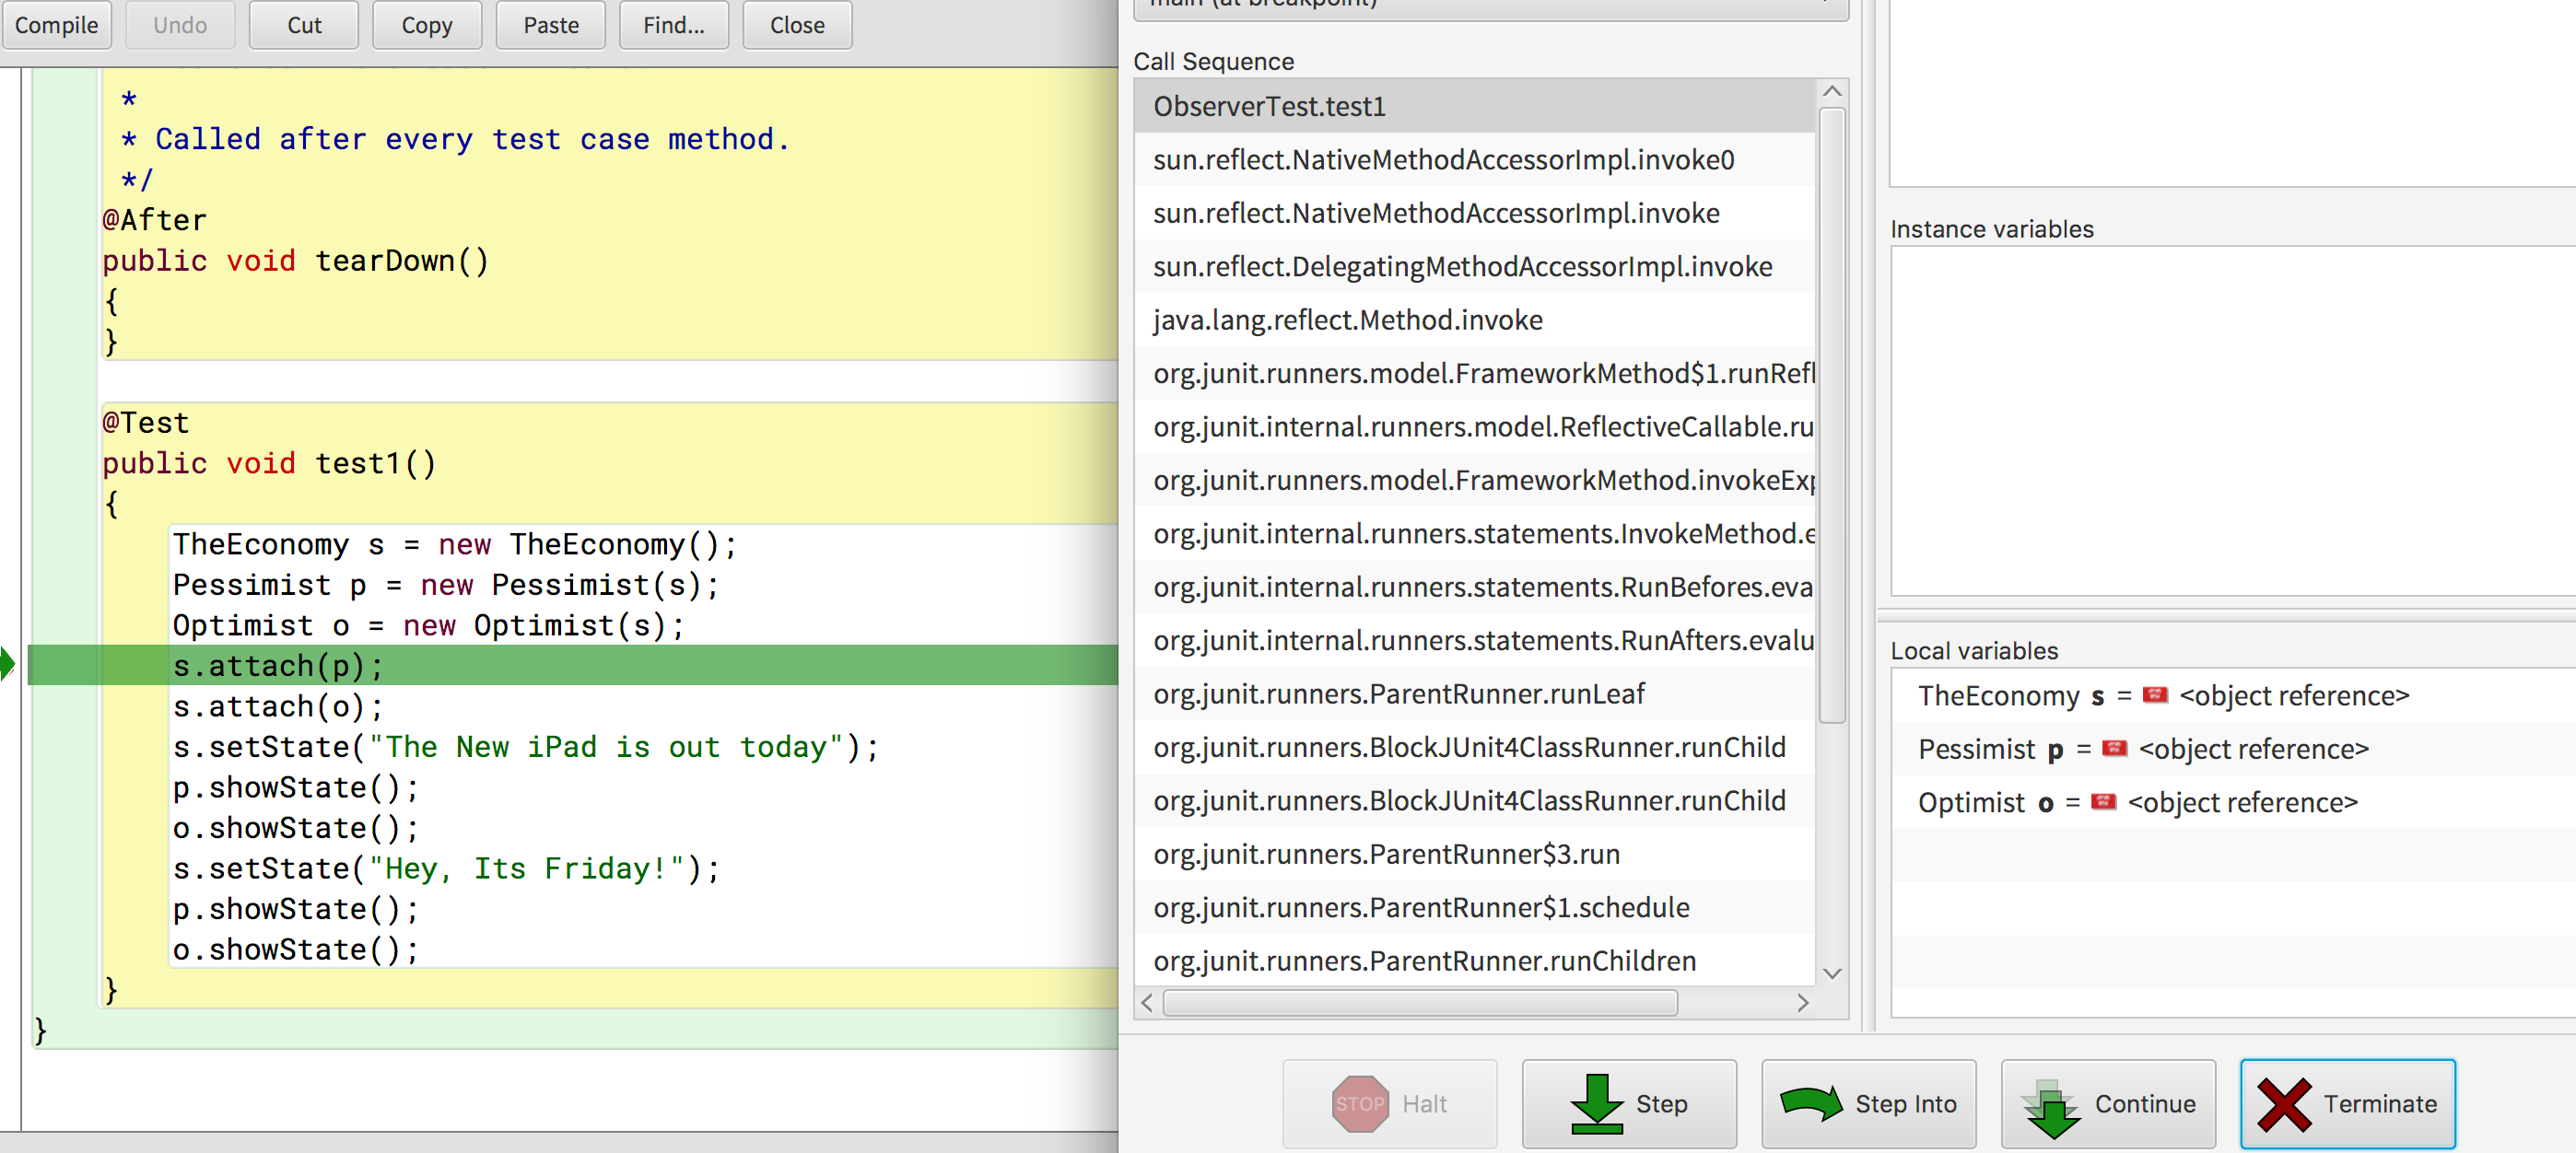 Compile Undo Cut Copy Paste Find... Close
*
* Called after every test case method.
*/
@After
public void tearDown()
{
}
@Test
public void test1()
{
TheEconomy s = new TheEconomy();
Pessimist p = new Pessimist(s);
Optimist o = new Optimist(s);
s.attach(p);
s.attach(o);
s.setState("The New iPad is out today");
p.showState();
o.showState();
s.setState("Hey, Its Friday!");
p.showState();
o.showState();
}
}
main (at breakpoint)
Call Sequence
ObserverTest.test1
sun.reflect.NativeMethodAccessorImpl.invoke0
sun.reflect.NativeMethodAccessorImpl.invoke
sun.reflect.DelegatingMethodAccessorImpl.invoke
java.lang.reflect.Method.invoke
org.junit.runners.model.FrameworkMethod$1.runRefl
org.junit.internal.runners.model.ReflectiveCallable.ru
org.junit.runners.model.FrameworkMethod.invokeExp
org.junit.internal.runners.statements.InvokeMethod.e
org.junit.internal.runners.statements.RunBefores.eva
org.junit.internal.runners.statements.RunAfters.evalu
org.junit.runners.ParentRunner.runLeaf
org.junit.runners.BlockJUnit4ClassRunner.runChild
org.junit.runners.BlockJUnit4ClassRunner.runChild
org.junit.runners.ParentRunner$3.run
org.junit.runners.ParentRunner$1.schedule
org.junit.runners.ParentRunner.runChildren
Instance variables
Local variables
TheEconomy s = <object reference>
Pessimist p = <object reference>
Optimist o = <object reference>
STOP Halt Step Step Into Continue Terminate